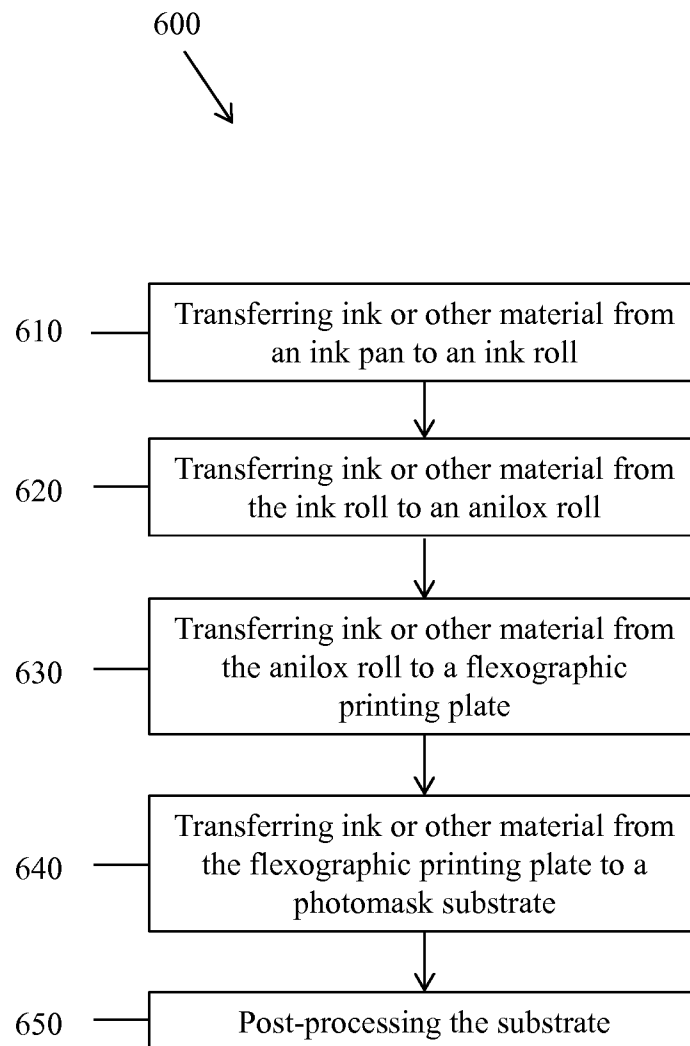 600
610
Transferring ink or other material from
an ink pan to an ink roll
620
Transferring ink or other material from
the ink roll to an anilox roll
630
Transferring ink or other material from
the anilox roll to a flexographic
printing plate
640
Transferring ink or other material from
the flexographic printing plate to a
photomask substrate
650
Post-processing the substrate